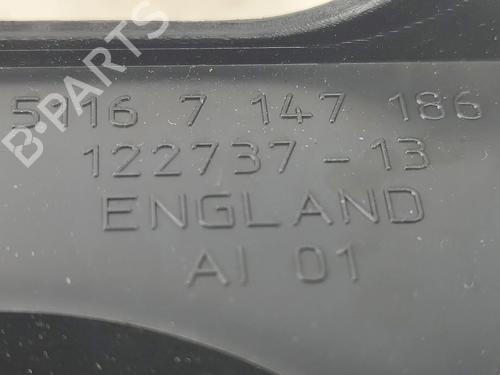 5116 7 147 186
122737-13
ENGLAND
AI 01
B-PARTS